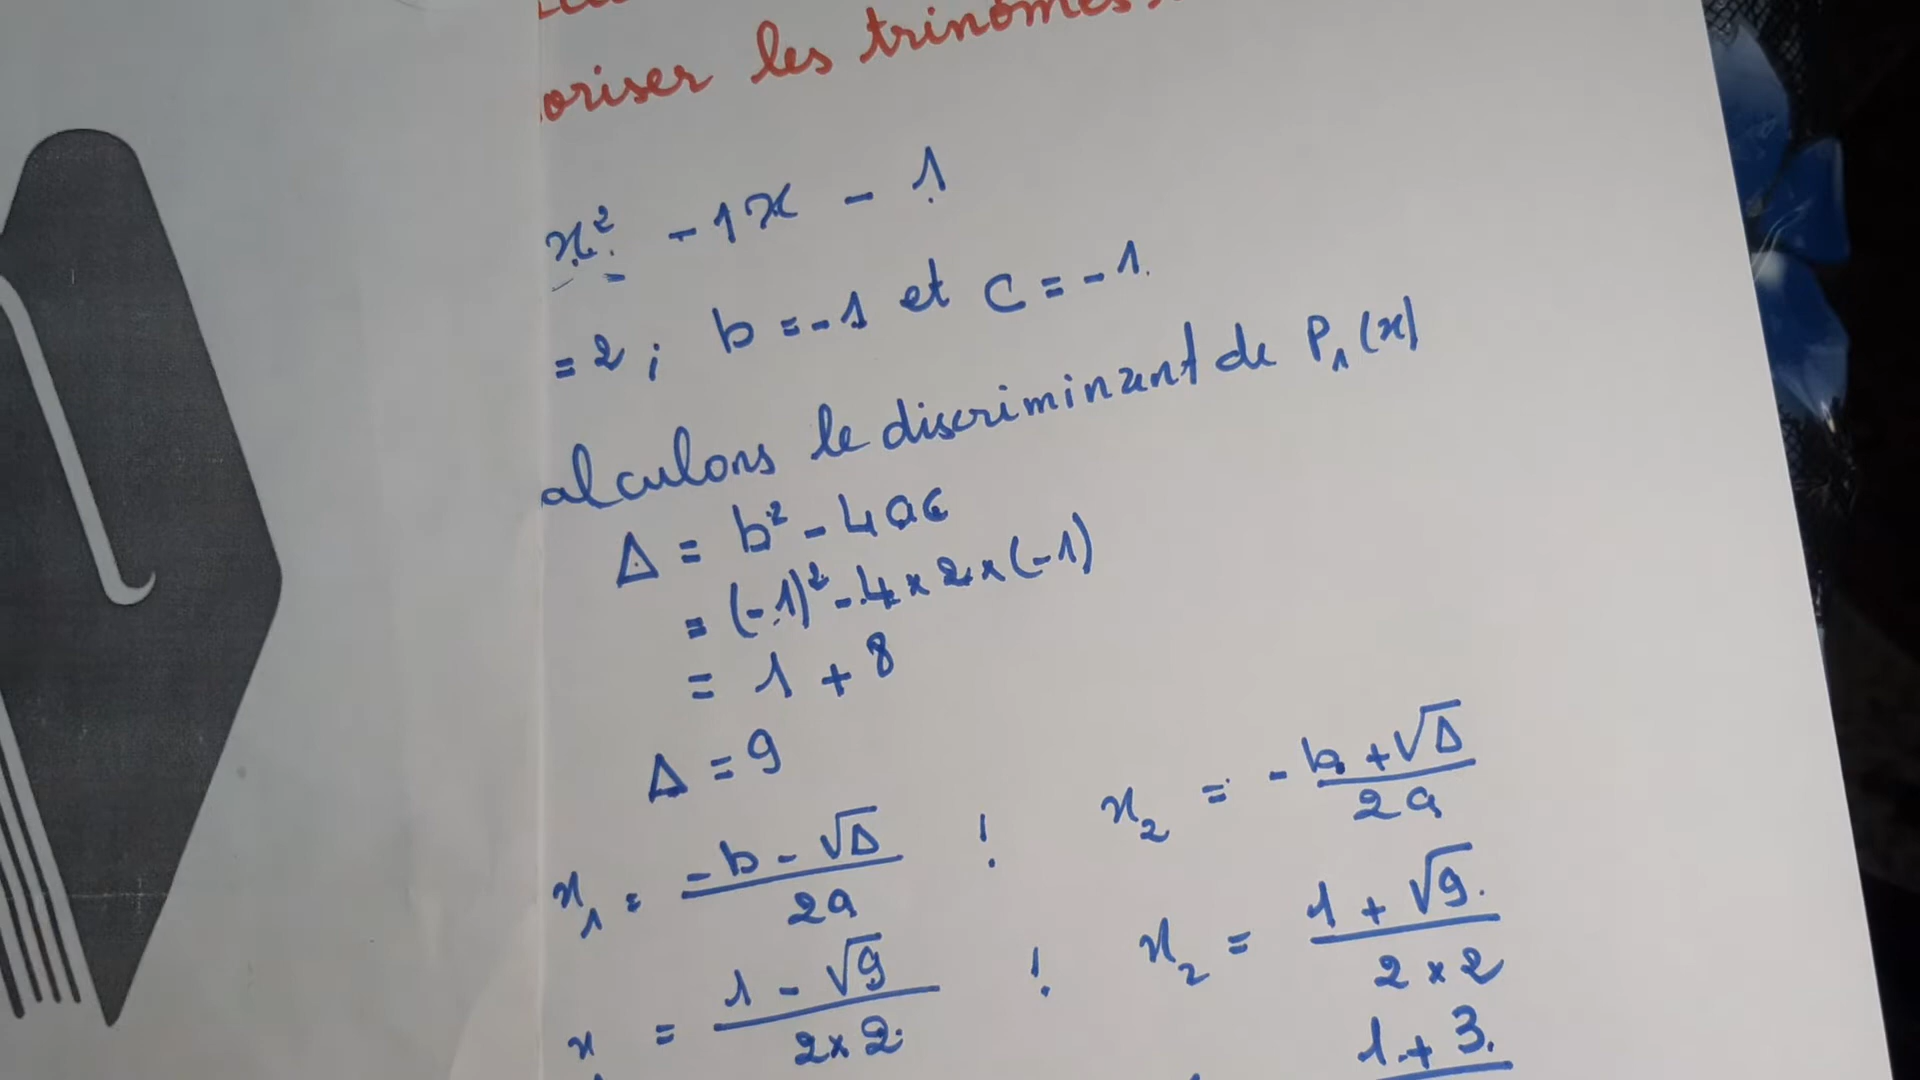 oriser les trinômes
x² - 1x - 1
= 2 ; b = -1 et c = -1.
alculons le discriminant de P₁(x)
Δ = b² - 4ac
= (-1)² - 4 × 2 × (-1)
= 1 + 8
Δ = 9
x₁ = -b - √Δ / 2a ! x₂ = -b + √Δ / 2a
x = 1 - √9 / 2×2. ! x₂ = 1 + √9. / 2 × 2
1 + 3.